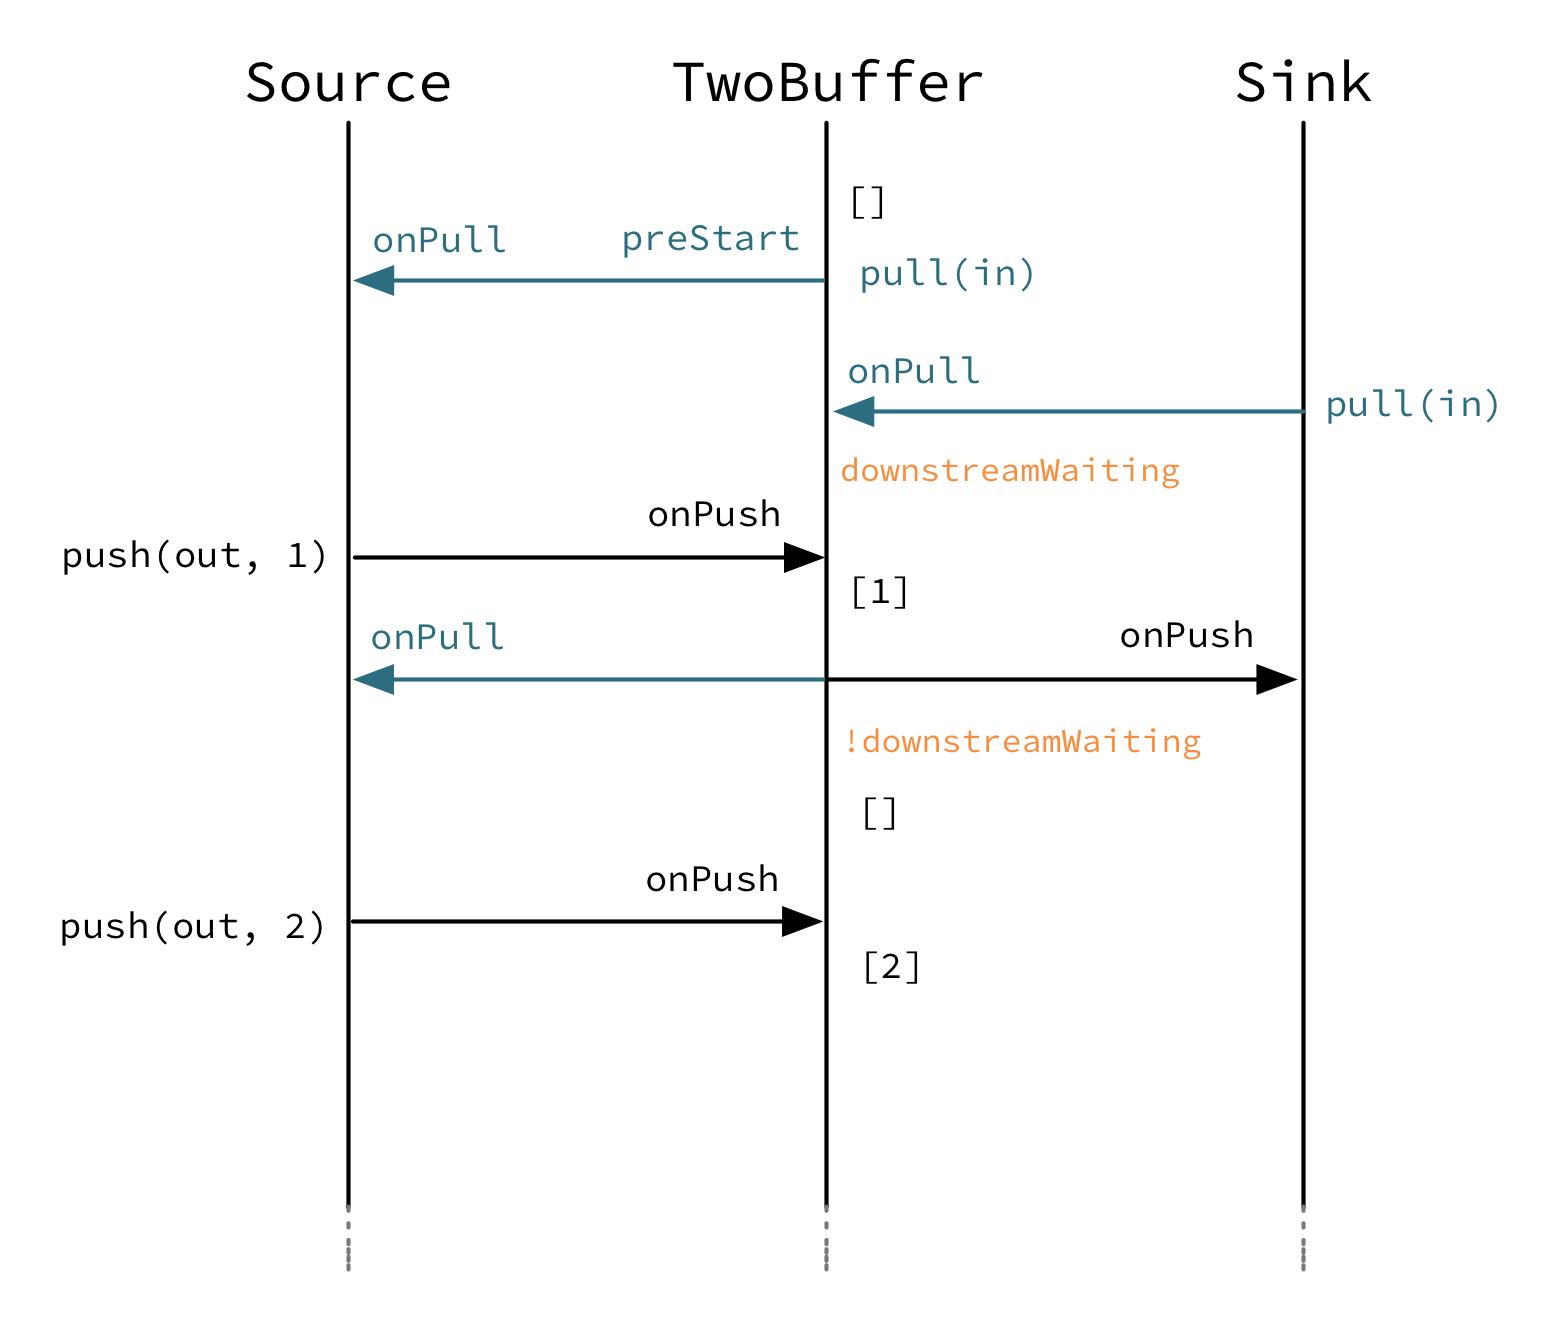 Source
TwoBuffer
Sink
[]
onPull
preStart
pull(in)
onPull
pull(in)
downstreamWaiting
onPush
push(out, 1)
[1]
onPull
onPush
!downstreamWaiting
[]
onPush
push(out, 2)
[2]